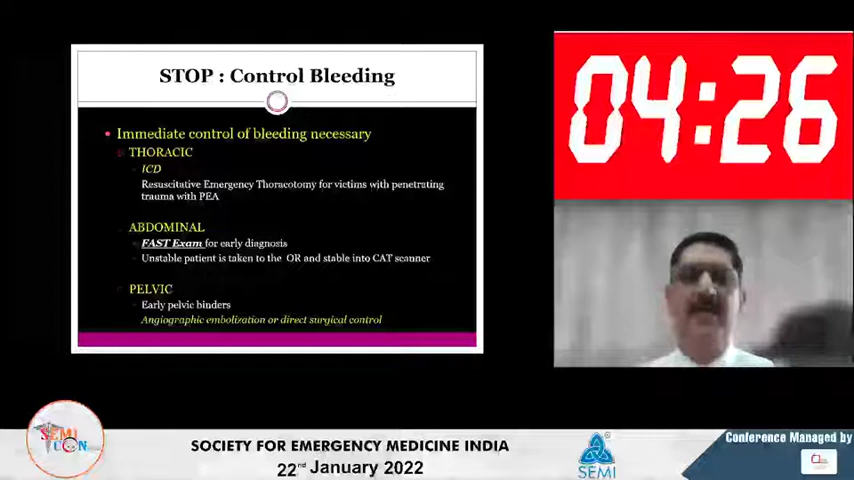 STOP : Control Bleeding
Immediate control of bleeding necessary
THORACIC
ICD
Resuscitative Emergency Thoracotomy for victims with penetrating
trauma with PEA
ABDOMINAL
FAST Exam for early diagnosis
Unstable patient is taken to the OR and stable into CAT scanner
PELVIC
Early pelvic binders
Angiographic embolization or direct surgical control
04:26
SEMI
CON
SOCIETY FOR EMERGENCY MEDICINE INDIA
22nd January 2022
SEMI
Conference Managed by